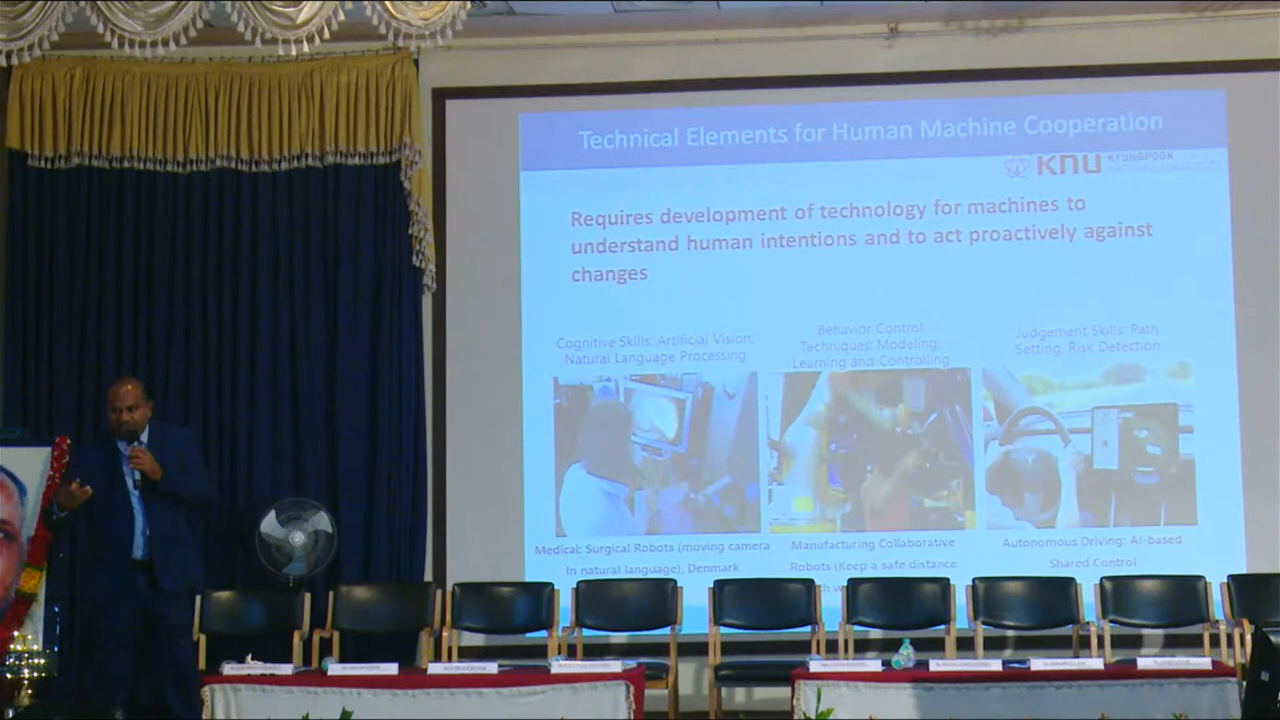 Technical Elements for Human Machine Cooperation
KNU KYUNGPOOK
NATIONAL UNIVERSITY
Requires development of technology for machines to
understand human intentions and to act proactively against
changes
Cognitive Skills: Artificial Vision,
Natural Language Processing
Behavior Control
Techniques: Modeling,
Learning and Controlling
Judgement Skills: Path
Setting, Risk Detection
Medical: Surgical Robots (moving camera
In natural language), Denmark
Manufacturing Collaborative
Robots (Keep a safe distance
Autonomous Driving: AI-based
Shared Control